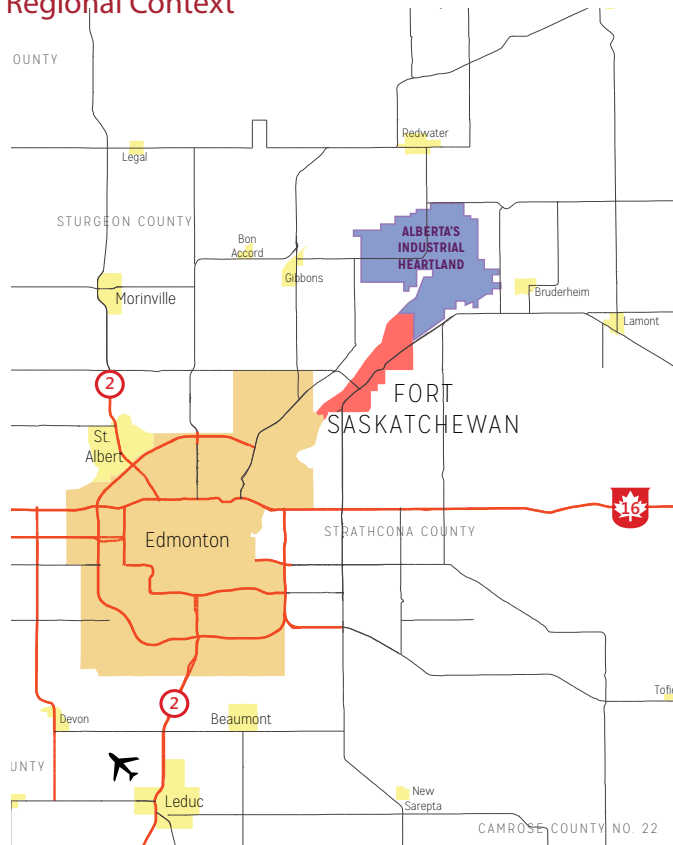 Regional Context
OUNTY
Redwater
Legal
STURGEON COUNTY
ALBERTA'S
INDUSTRIAL
HEARTLAND
Bon
Accord
Gibbons
Bruderheim
Morinville
Lamont
2
FORT
SASKATCHEWAN
St.
Albert
16
STRATHCONA COUNTY
Edmonton
Tofi
2
Devon
Beaumont
UNTY
New
Sarepta
Leduc
CAMROSE COUNTY NO. 22